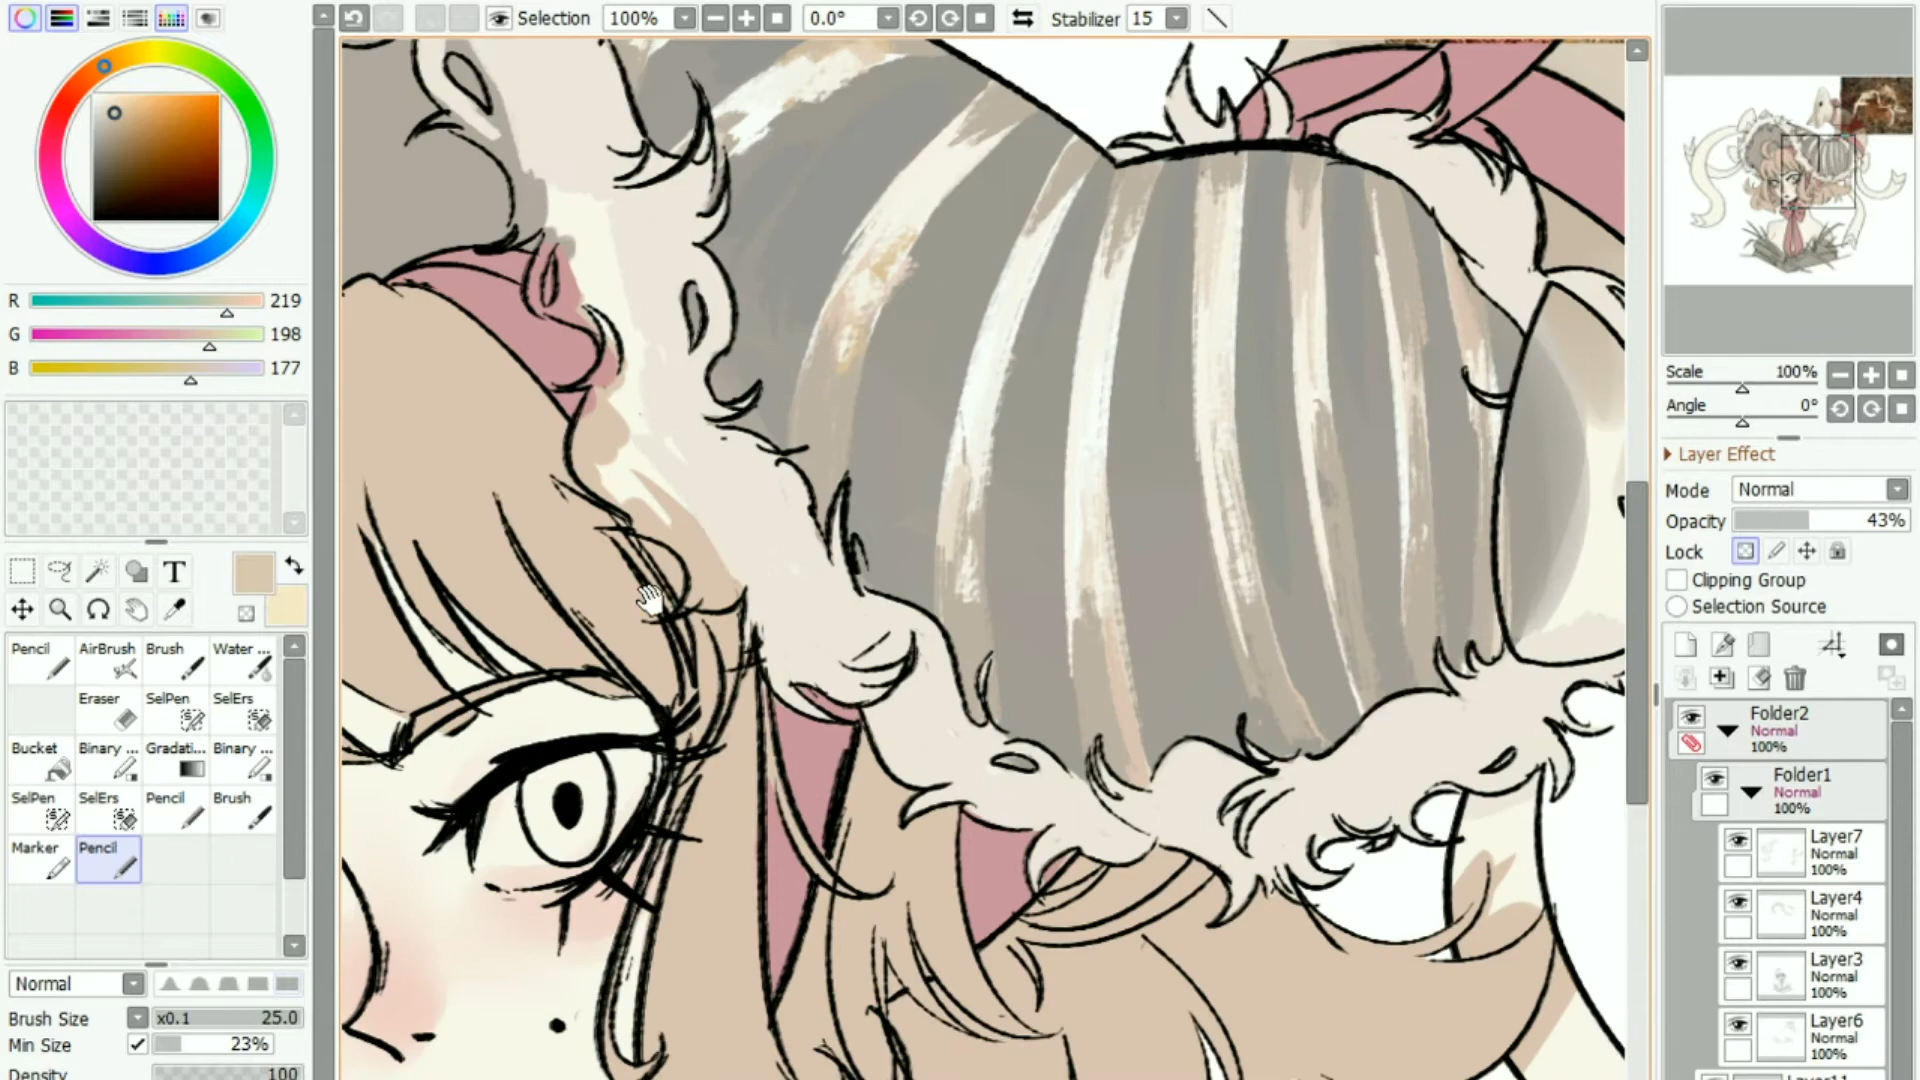 Selection 100% 0.0° Stabilizer 15
R 219
G 198
B 177
Scale 100%
Angle 0°
Layer Effect
Mode Normal
Opacity 43%
Lock
Clipping Group
Selection Source
T
Pencil AirBrush Brush Water ...
Eraser SelPen SelErs
Bucket Binary ... Gradati... Binary ...
SelPen SelErs Pencil Brush
Marker Pencil
Normal
Brush Size x0.1 25.0
Min Size 23%
Density 100
Folder2
Normal
100%
Folder1
Normal
100%
Layer7
Normal
100%
Layer4
Normal
100%
Layer3
Normal
100%
Layer6
Normal
100%
Layer11